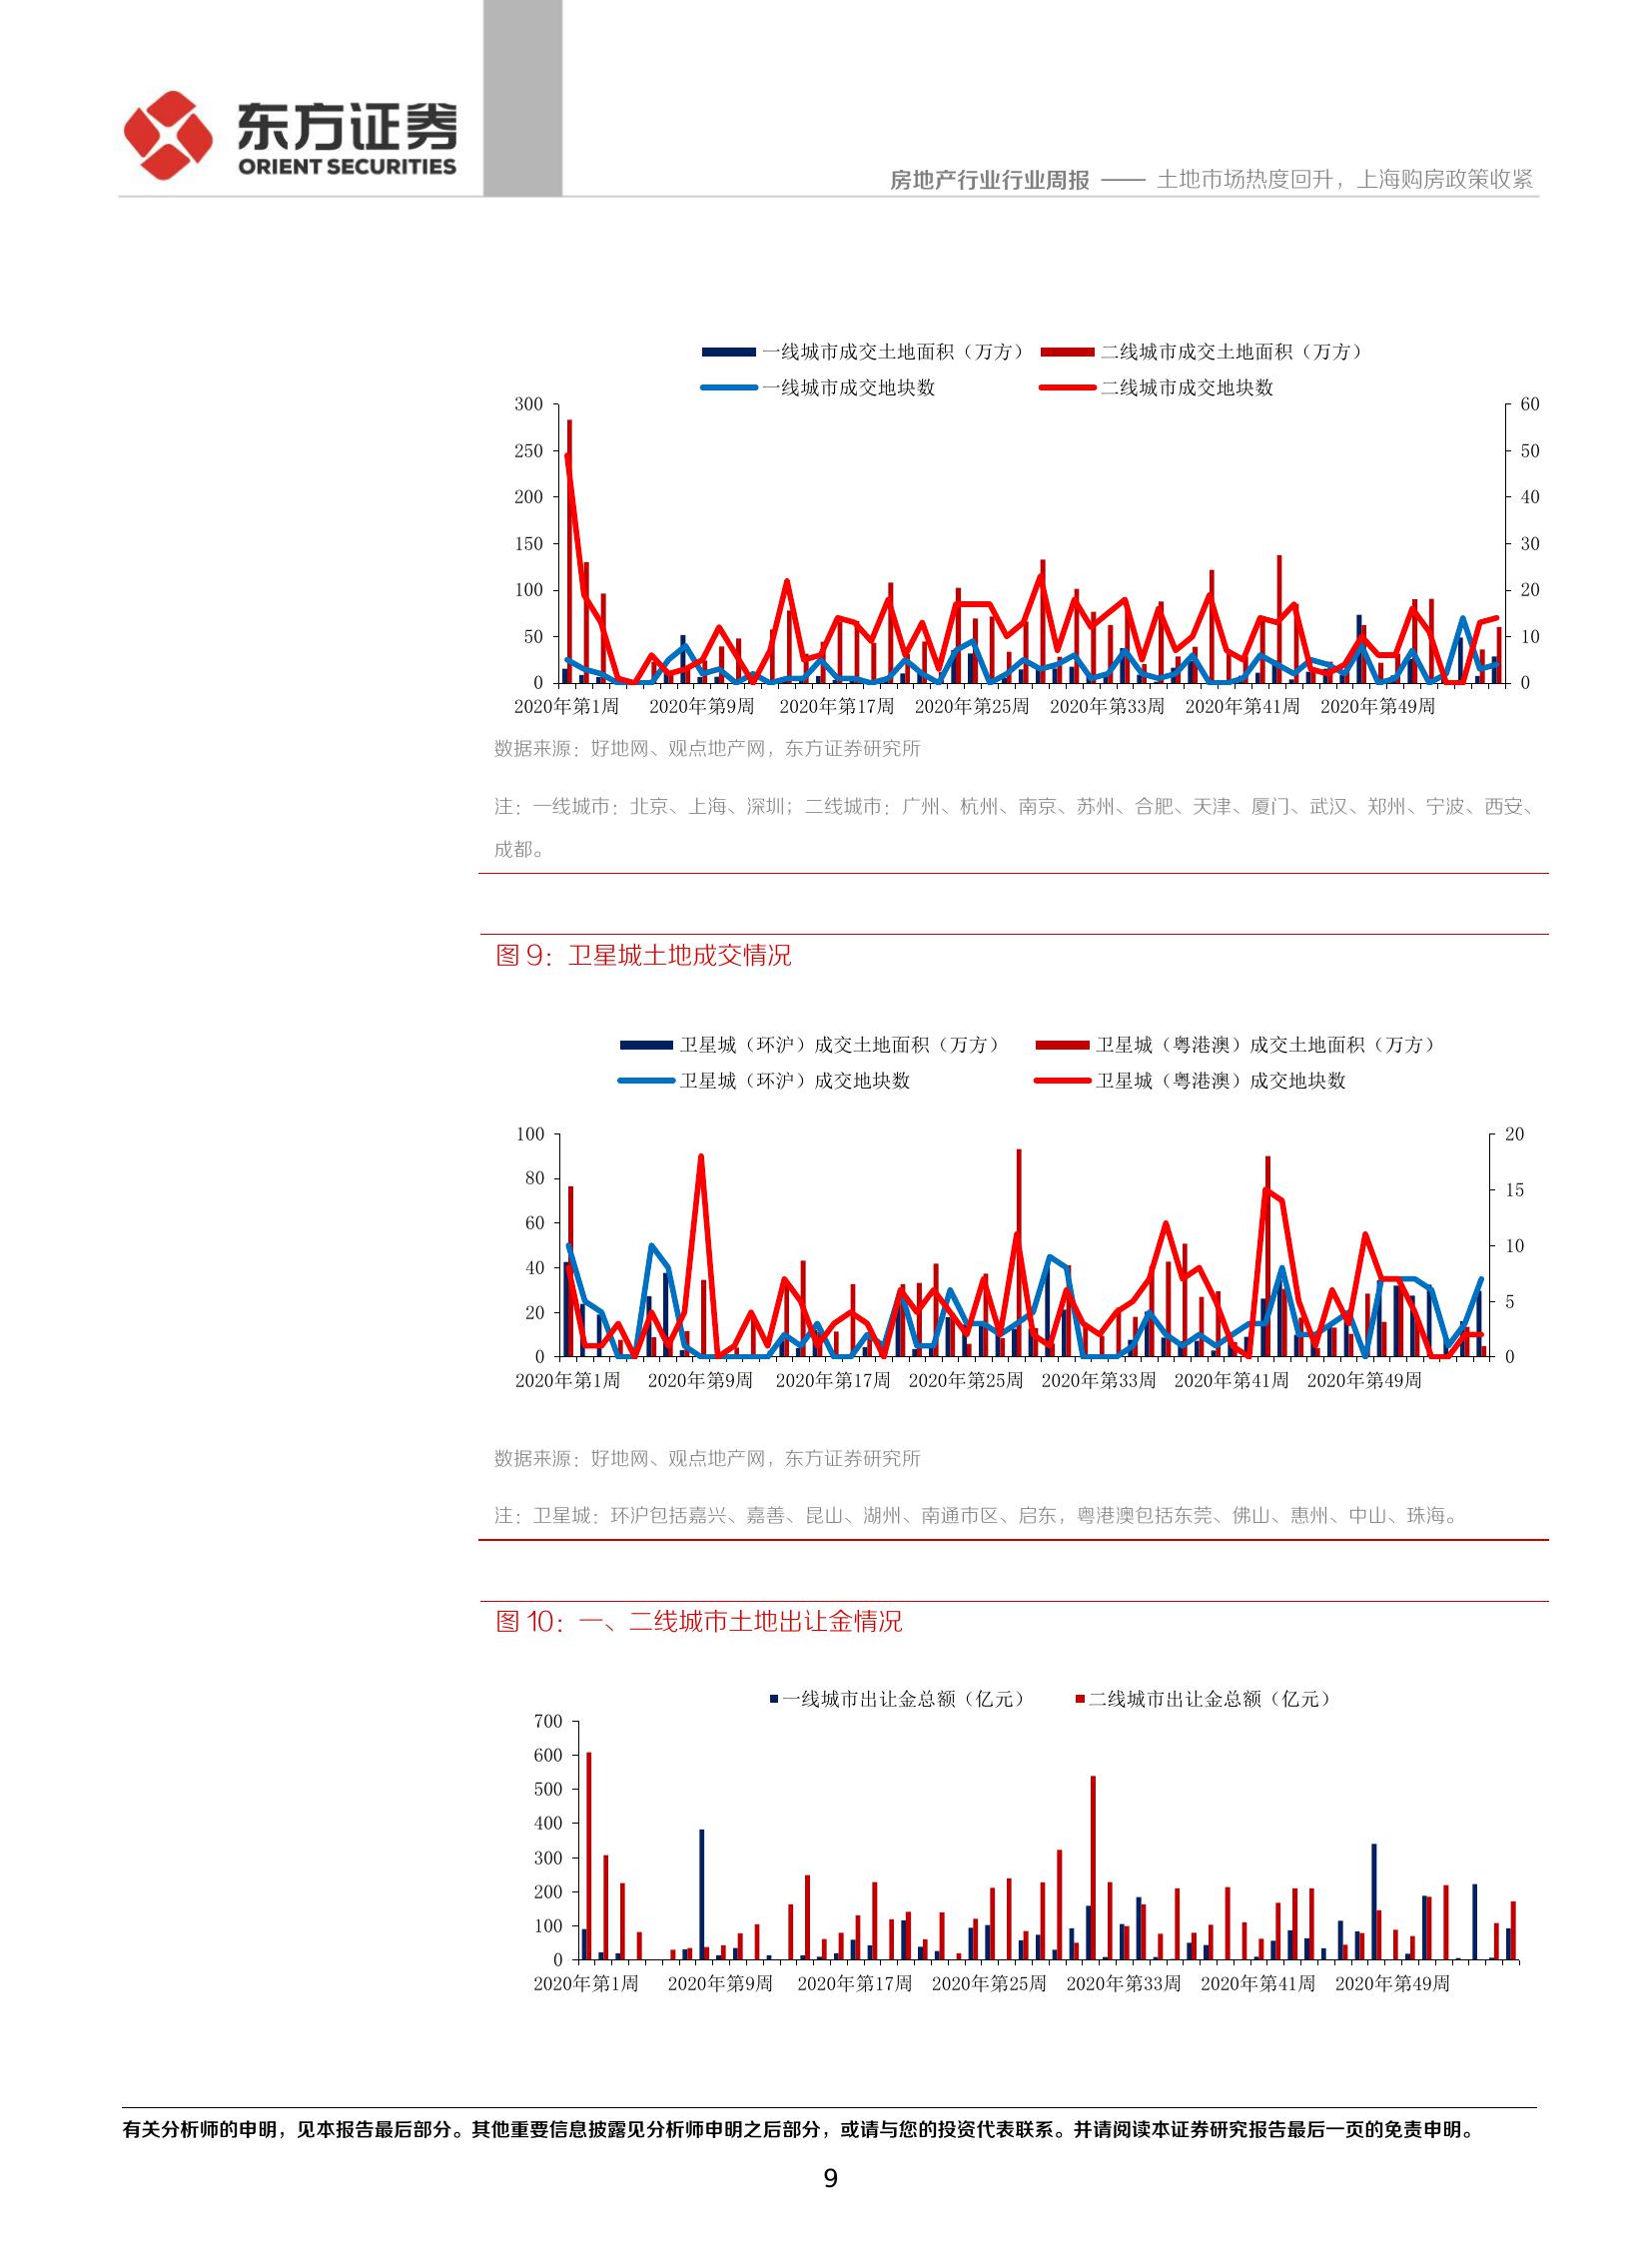 东方证券
ORIENT SECURITIES
房地产行业行业周报 —— 土地市场热度回升，上海购房政策收紧
一线城市成交土地面积（万方） 二线城市成交土地面积（万方）
一线城市成交地块数 二线城市成交地块数
300 60
250 50
200 40
150 30
100 20
50 10
0 0
2020年第1周 2020年第9周 2020年第17周 2020年第25周 2020年第33周 2020年第41周 2020年第49周
数据来源：好地网、观点地产网，东方证券研究所
注：一线城市：北京、上海、深圳；二线城市：广州、杭州、南京、苏州、合肥、天津、厦门、武汉、郑州、宁波、西安、
成都。
图 9：卫星城土地成交情况
卫星城（环沪）成交土地面积（万方） 卫星城（粤港澳）成交土地面积（万方）
卫星城（环沪）成交地块数 卫星城（粤港澳）成交地块数
100 20
80 15
60
40 10
20 5
0 0
2020年第1周 2020年第9周 2020年第17周 2020年第25周 2020年第33周 2020年第41周 2020年第49周
数据来源：好地网、观点地产网，东方证券研究所
注：卫星城：环沪包括嘉兴、嘉善、昆山、湖州、南通市区、启东，粤港澳包括东莞、佛山、惠州、中山、珠海。
图 10：一、二线城市土地出让金情况
一线城市出让金总额（亿元） 二线城市出让金总额（亿元）
700
600
500
400
300
200
100
0
2020年第1周 2020年第9周 2020年第17周 2020年第25周 2020年第33周 2020年第41周 2020年第49周
有关分析师的申明，见本报告最后部分。其他重要信息披露见分析师申明之后部分，或请与您的投资代表联系。并请阅读本证券研究报告最后一页的免责申明。
9